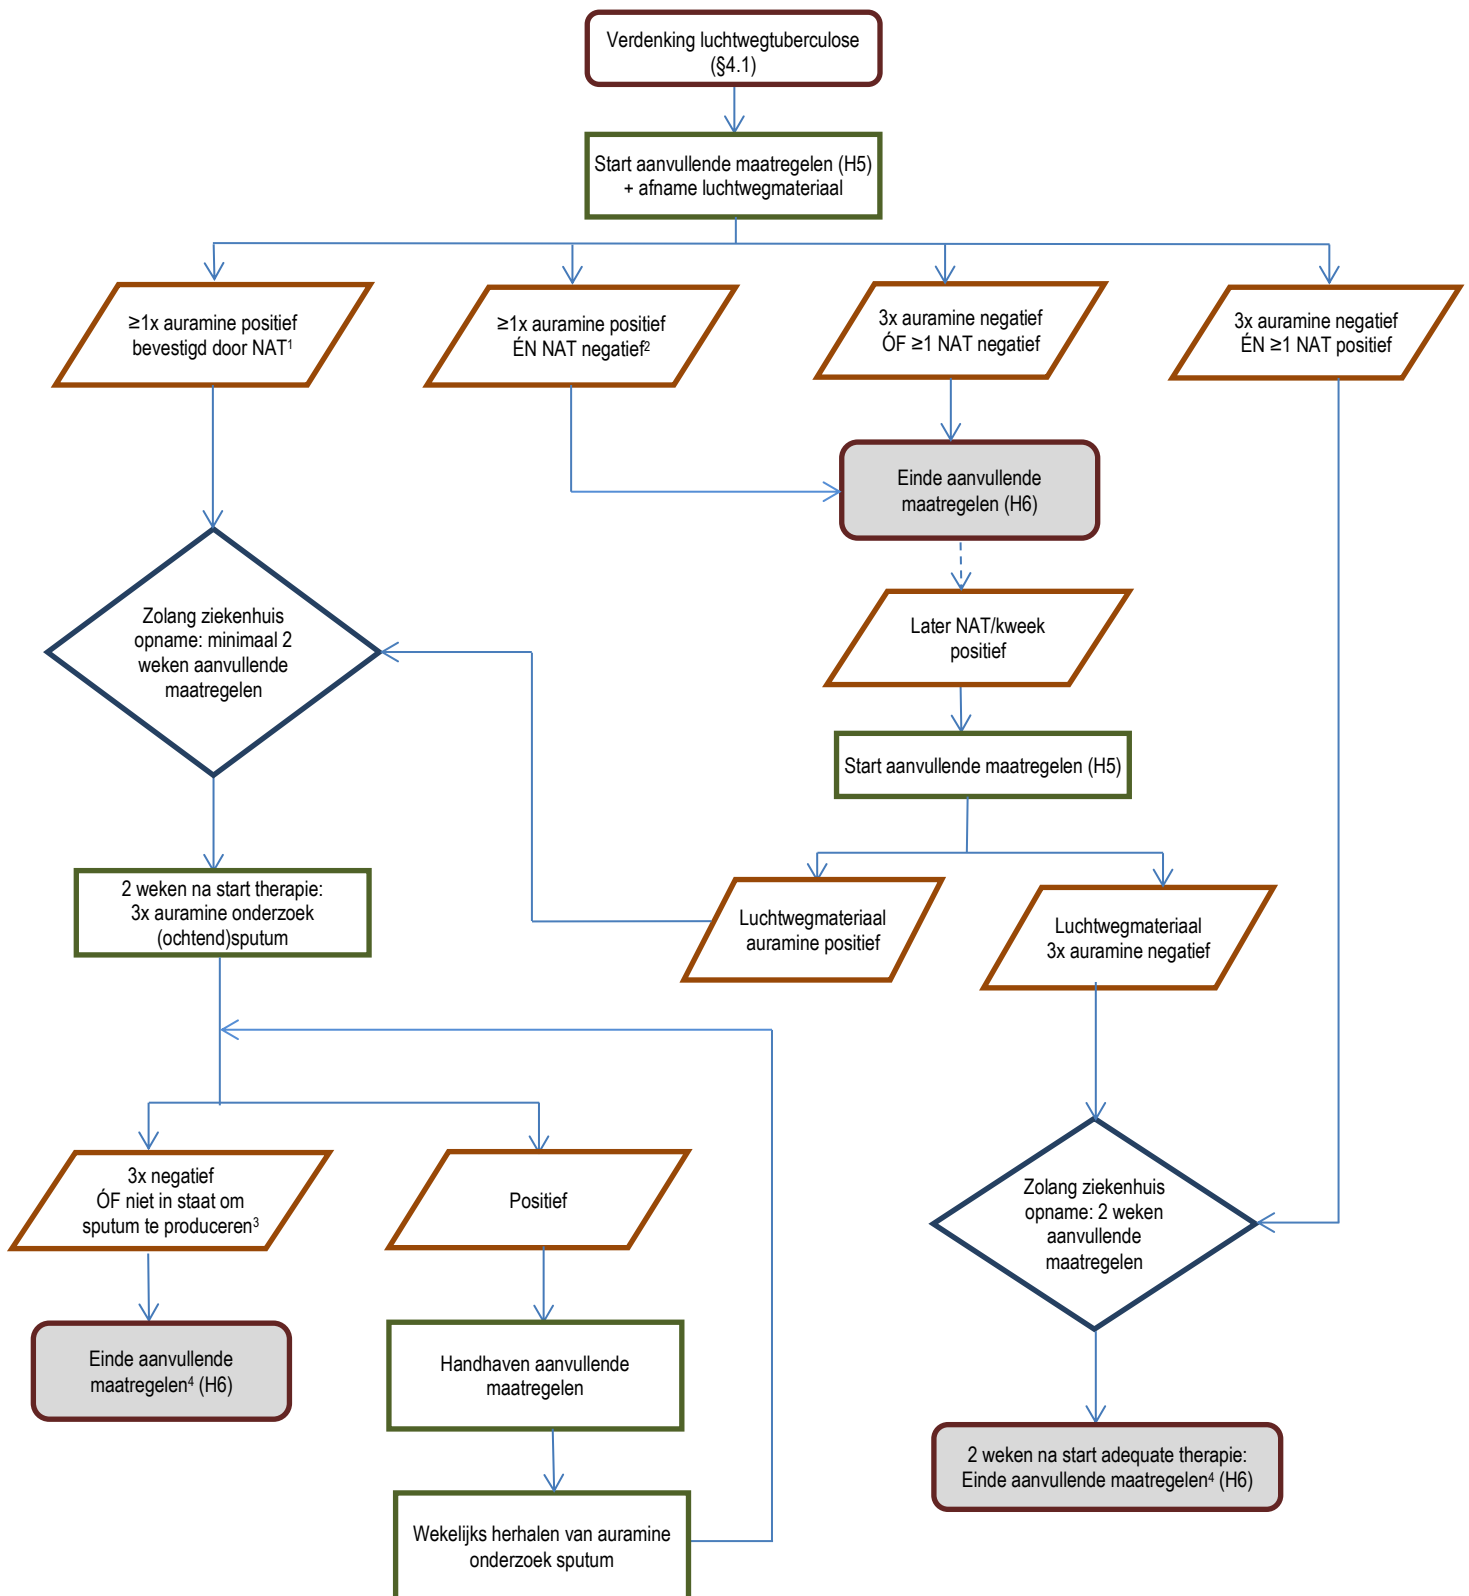 Verdenking luchtwegtuberculose
(§4.1)
Start aanvullende maatregelen (H5)
+ afname luchtwegmateriaal
≥1x auramine positief
bevestigd door NAT¹
≥1x auramine positief
ÉN NAT negatief²
3x auramine negatief
ÓF ≥1 NAT negatief
3x auramine negatief
ÉN ≥1 NAT positief
Einde aanvullende
maatregelen (H6)
Zolang ziekenhuis
opname: minimaal 2
weken aanvullende
maatregelen
Later NAT/kweek
positief
Start aanvullende maatregelen (H5)
2 weken na start therapie:
3x auramine onderzoek
(ochtend)sputum
Luchtwegmateriaal
auramine positief
Luchtwegmateriaal
3x auramine negatief
3x negatief
ÓF niet in staat om
sputum te produceren³
Positief
Zolang ziekenhuis
opname: 2 weken
aanvullende
maatregelen
Einde aanvullende
maatregelen⁴ (H6)
Handhaven aanvullende
maatregelen
2 weken na start adequate therapie:
Einde aanvullende maatregelen⁴ (H6)
Wekelijks herhalen van auramine
onderzoek sputum